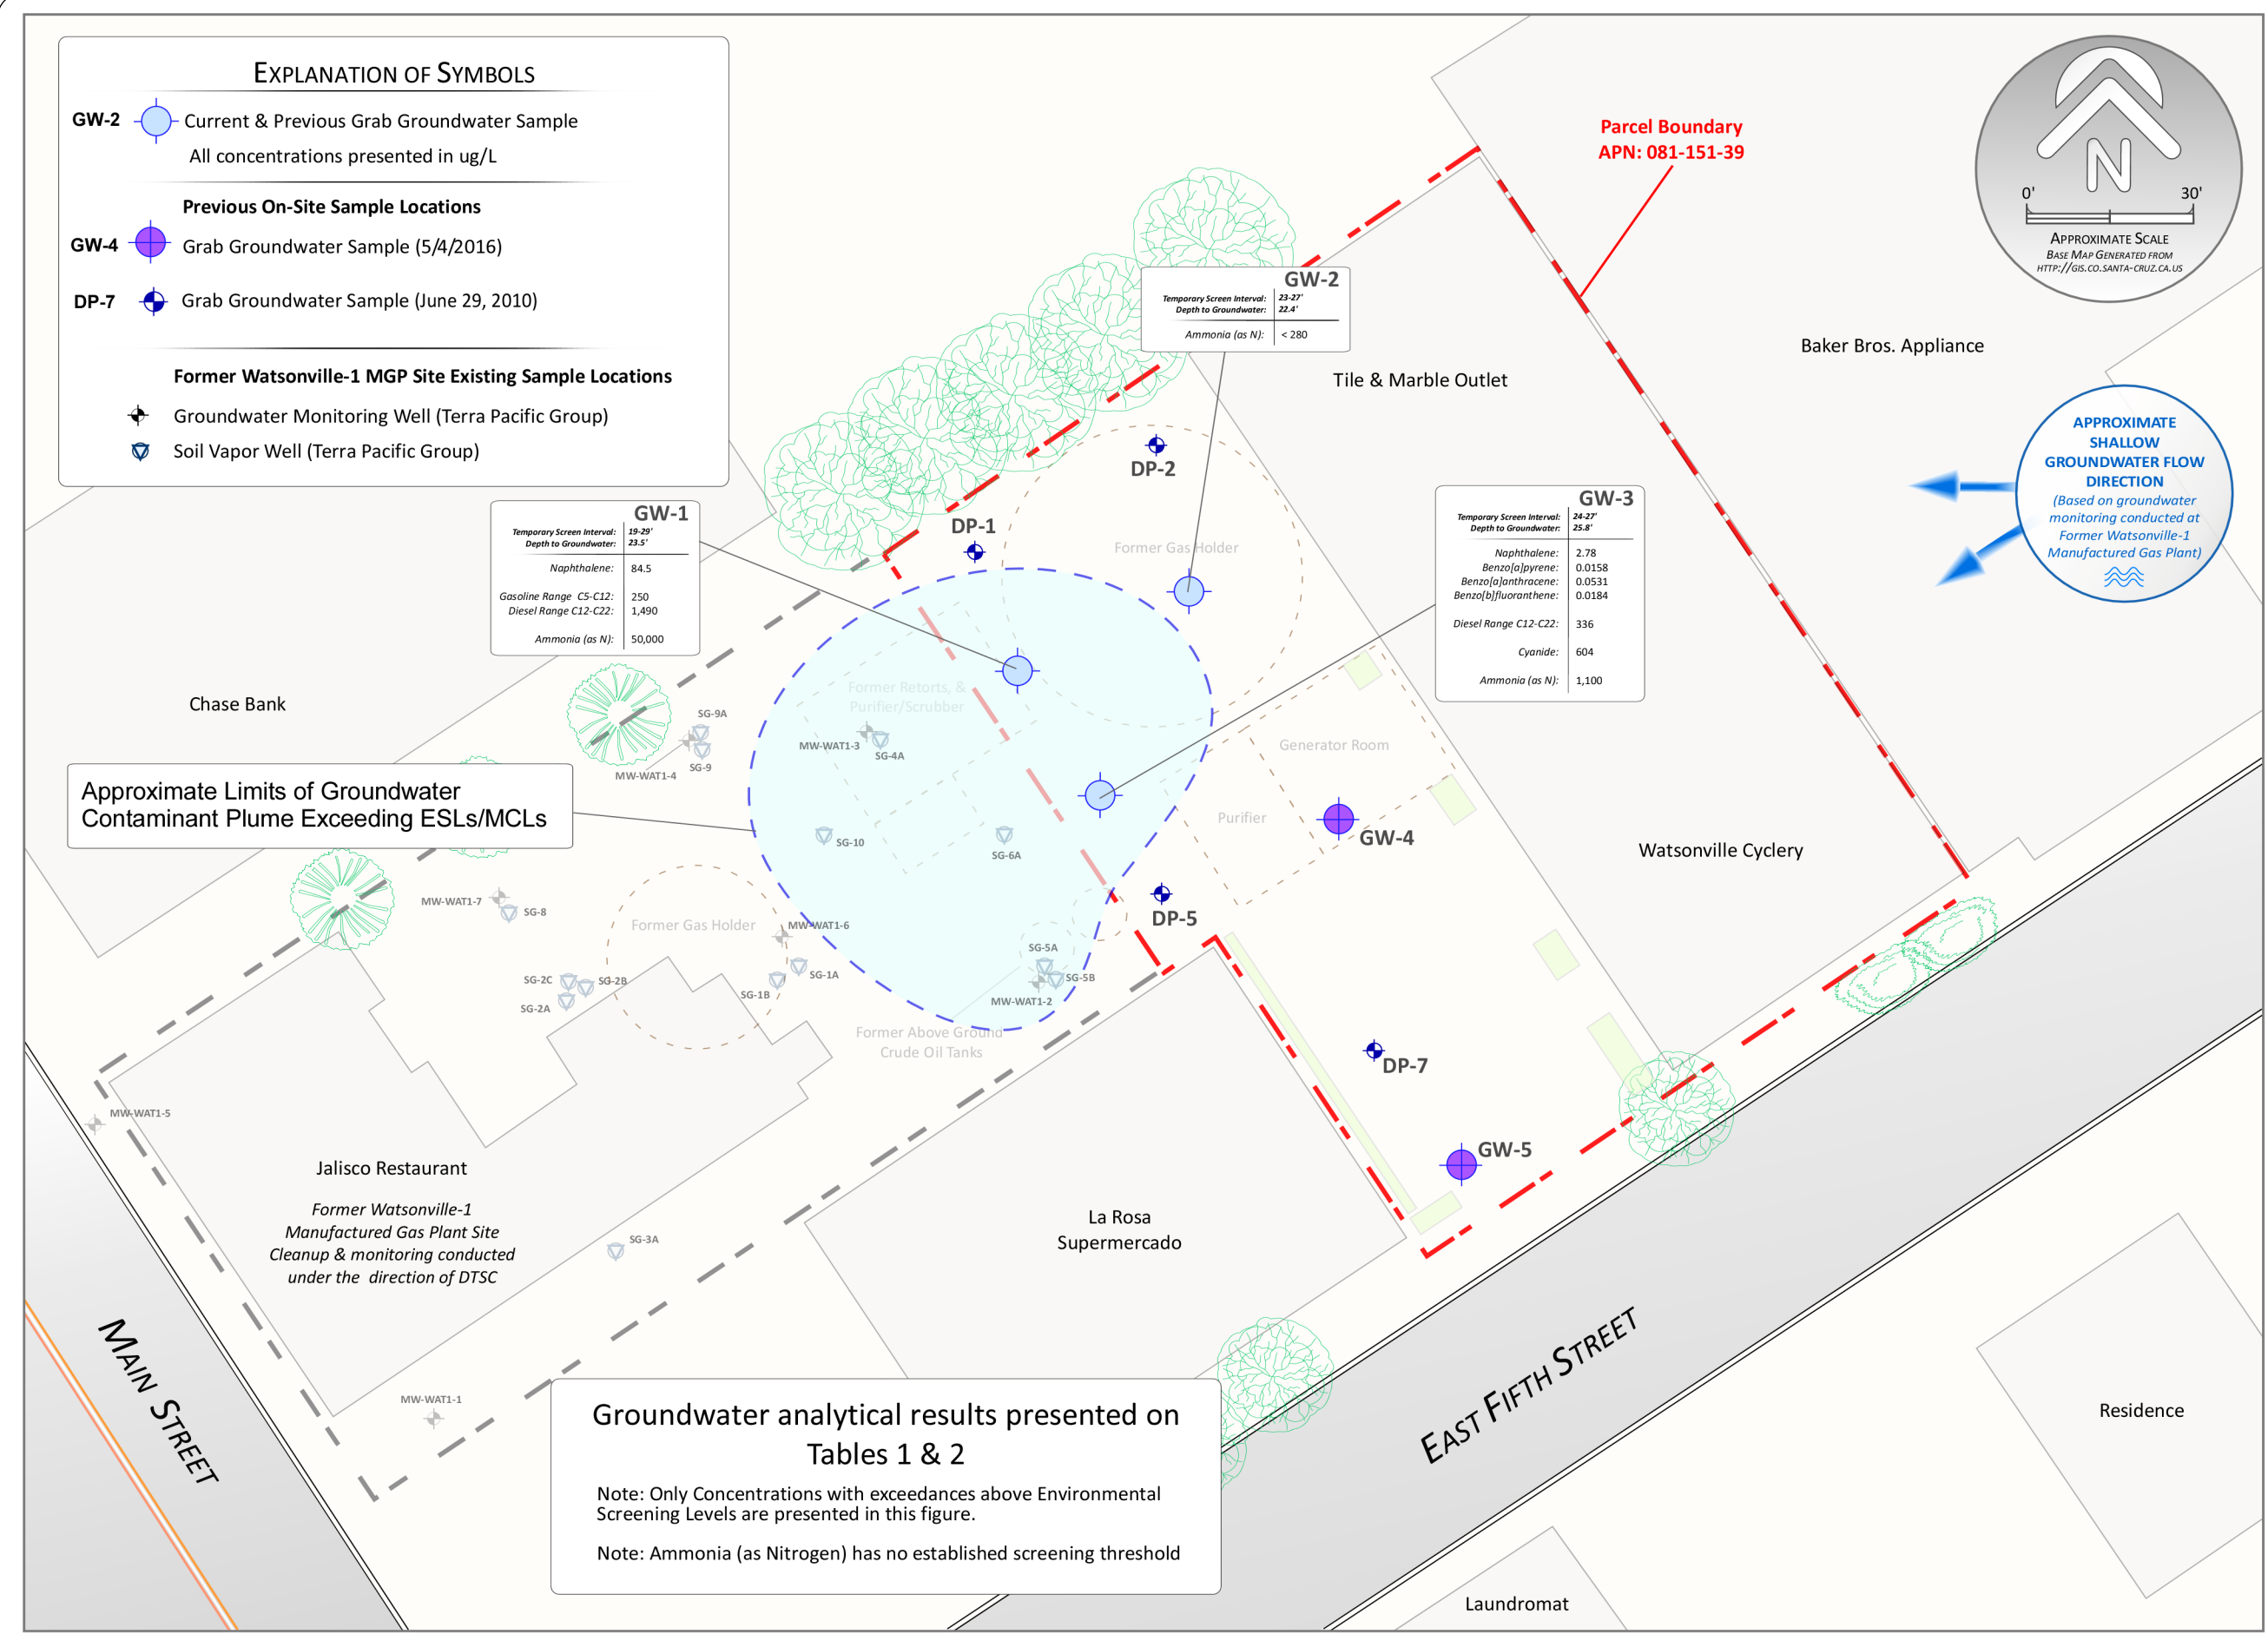 EXPLANATION OF SYMBOLS
GW-2
Current & Previous Grab Groundwater Sample
All concentrations presented in ug/L
Previous On-Site Sample Locations
GW-4
Grab Groundwater Sample (5/4/2016)
DP-7
Grab Groundwater Sample (June 29, 2010)
Former Watsonville-1 MGP Site Existing Sample Locations
Groundwater Monitoring Well (Terra Pacific Group)
Soil Vapor Well (Terra Pacific Group)
Parcel Boundary
APN: 081-151-39
N
0' 30'
APPROXIMATE SCALE
BASE MAP GENERATED FROM
HTTP://GIS.CO.SANTA-CRUZ.CA.US
GW-2
Temporary Screen Interval: 23-27'
Depth to Groundwater: 22.4'
Ammonia (as N): < 280
Tile & Marble Outlet
Baker Bros. Appliance
APPROXIMATE
SHALLOW
GROUNDWATER FLOW
DIRECTION
(Based on groundwater
monitoring conducted at
Former Watsonville-1
Manufactured Gas Plant)
GW-1
Temporary Screen Interval: 19-29'
Depth to Groundwater: 23.5'
Naphthalene: 84.5
Gasoline Range C5-C12: 250
Diesel Range C12-C22: 1,490
Ammonia (as N): 50,000
GW-3
Temporary Screen Interval: 24-27'
Depth to Groundwater: 25.8'
Naphthalene: 2.78
Benzo[a]pyrene: 0.0158
Benzo[a]anthracene: 0.0531
Benzo[b]fluoranthene: 0.0184
Diesel Range C12-C22: 336
Cyanide: 604
Ammonia (as N): 1,100
DP-2
DP-1
Former Gas Holder
Chase Bank
Former Retorts, &
Purifier/Scrubber
SG-9A
MW-WAT1-3
SG-4A
SG-9
MW-WAT1-4
Generator Room
Purifier
Approximate Limits of Groundwater
Contaminant Plume Exceeding ESLs/MCLs
SG-10
SG-6A
GW-4
Watsonville Cyclery
MW-WAT1-7
SG-8
Former Gas Holder
MW-WAT1-6
DP-5
SG-5A
SG-1A
SG-5B
SG-2C
SG-2B
SG-1B
SG-2A
MW-WAT1-2
Former Above Ground
Crude Oil Tanks
DP-7
MW-WAT1-5
GW-5
Jalisco Restaurant
Former Watsonville-1
Manufactured Gas Plant Site
Cleanup & monitoring conducted
under the direction of DTSC
La Rosa
Supermercado
SG-3A
MAIN STREET
MW-WAT1-1
EAST FIFTH STREET
Residence
Groundwater analytical results presented on
Tables 1 & 2
Note: Only Concentrations with exceedances above Environmental
Screening Levels are presented in this figure.
Note: Ammonia (as Nitrogen) has no established screening threshold
Laundromat